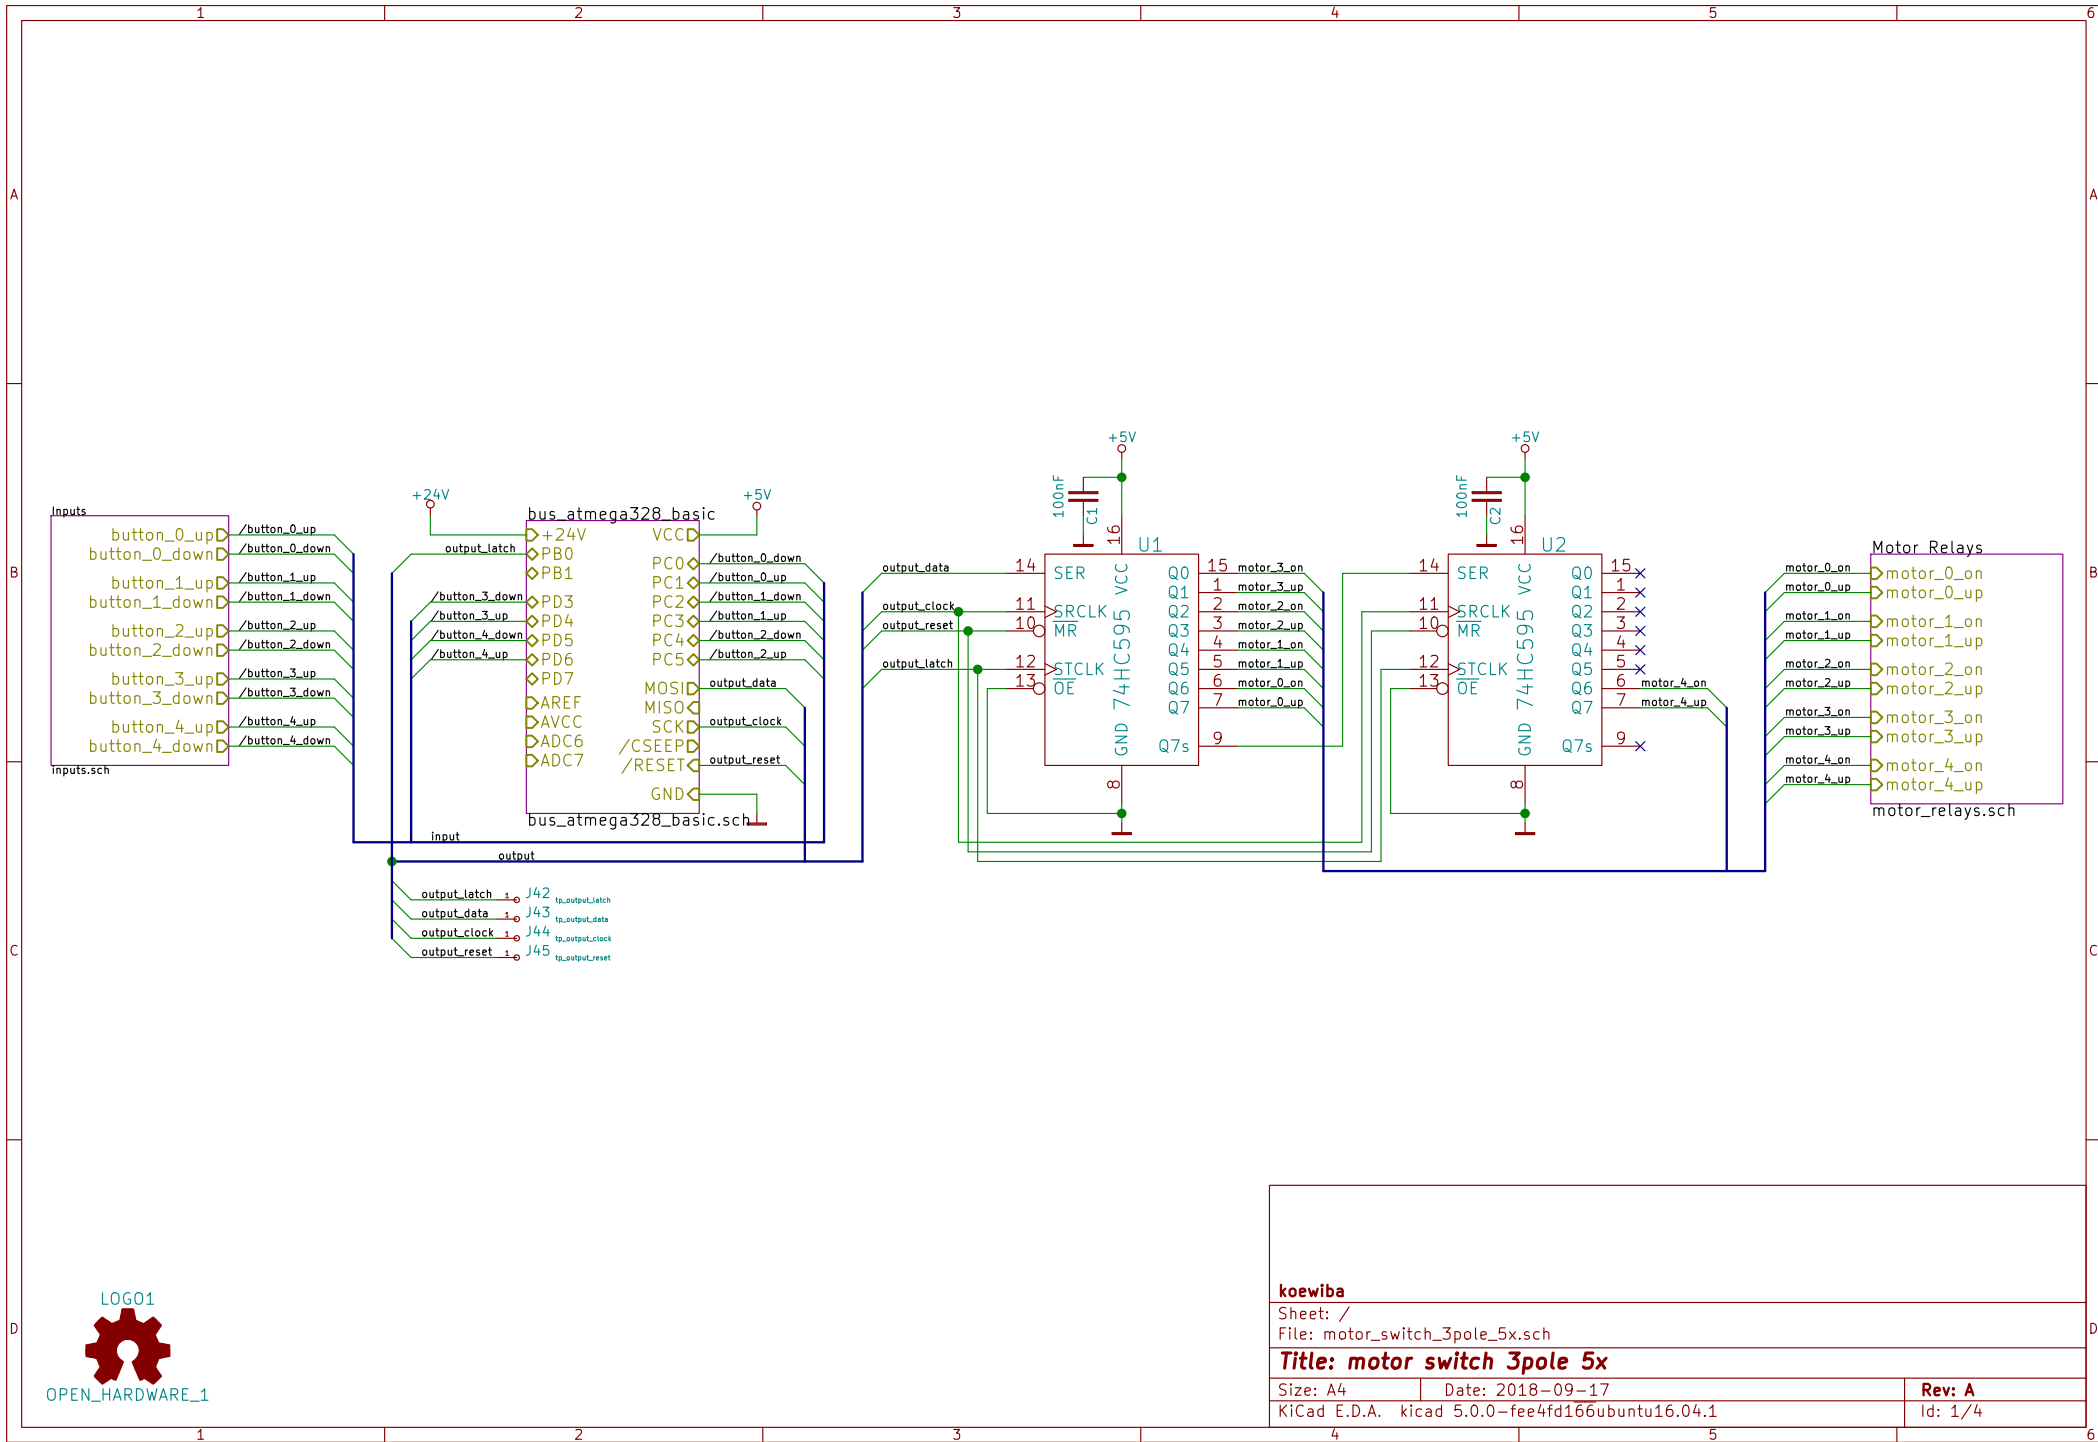 1 2 3 4 5 6
A A
B B
C C
D D
1 2 3 4 5 6
Inputs
button_0_up
button_0_down
button_1_up
button_1_down
button_2_up
button_2_down
button_3_up
button_3_down
button_4_up
button_4_down
inputs.sch
/button_0_up
/button_0_down
/button_1_up
/button_1_down
/button_2_up
/button_2_down
/button_3_up
/button_3_down
/button_4_up
/button_4_down
+24V
+5V
output_latch
/button_3_down
/button_3_up
/button_4_down
/button_4_up
bus_atmega328_basic
+24V
PB0
PB1
PD3
PD4
PD5
PD6
PD7
AREF
AVCC
ADC6
ADC7
VCC
PC0
PC1
PC2
PC3
PC4
PC5
MOSI
MISO
SCK
/CSEEP
/RESET
GND
bus_atmega328_basic.sch
/button_0_down
/button_0_up
/button_1_down
/button_1_up
/button_2_down
/button_2_up
output_data
output_clock
output_reset
input
output
output_latch 1 J42 tp_output_latch
output_data 1 J43 tp_output_data
output_clock 1 J44 tp_output_clock
output_reset 1 J45 tp_output_reset
output_data
output_clock
output_reset
output_latch
+5V
100nF
C1
16
U1
14 SER
11 SRCLK
10 MR
12 STCLK
13 OE
VCC
74HC595
GND
8
Q0 15 motor_3_on
Q1 1 motor_3_up
Q2 2 motor_2_on
Q3 3 motor_2_up
Q4 4 motor_1_on
Q5 5 motor_1_up
Q6 6 motor_0_on
Q7 7 motor_0_up
Q7s 9
+5V
100nF
C2
16
U2
14 SER
11 SRCLK
10 MR
12 STCLK
13 OE
VCC
74HC595
GND
8
Q0 15
Q1 1
Q2 2
Q3 3
Q4 4
Q5 5
Q6 6 motor_4_on
Q7 7 motor_4_up
Q7s 9
Motor Relays
motor_0_on motor_0_on
motor_0_up motor_0_up
motor_1_on motor_1_on
motor_1_up motor_1_up
motor_2_on motor_2_on
motor_2_up motor_2_up
motor_3_on motor_3_on
motor_3_up motor_3_up
motor_4_on motor_4_on
motor_4_up motor_4_up
motor_relays.sch
LOGO1
OPEN_HARDWARE_1
koewiba
Sheet: /
File: motor_switch_3pole_5x.sch
Title: motor switch 3pole 5x
Size: A4 Date: 2018-09-17 Rev: A
KiCad E.D.A. kicad 5.0.0-fee4fd166ubuntu16.04.1 Id: 1/4